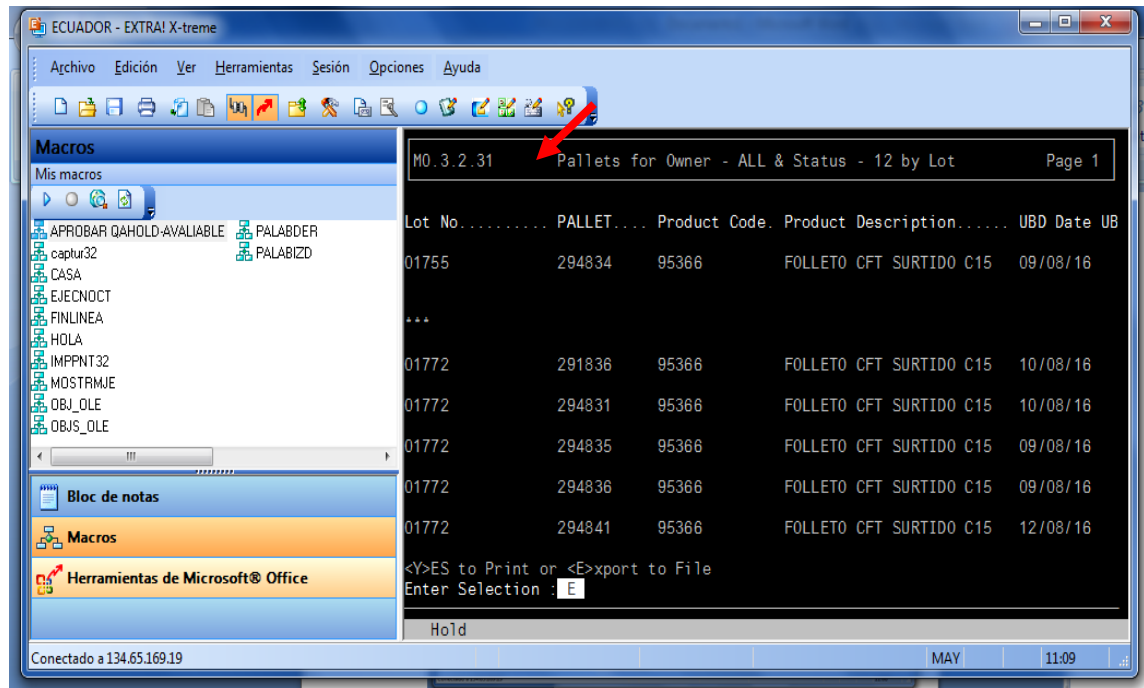 ECUADOR - EXTRA! X-treme
Archivo Edición Ver Herramientas Sesión Opciones Ayuda
Macros
Mis macros
APROBAR QAHOLD-AVALIABLE PALABDER
captur32 PALABIZD
CASA
EJECNOCT
FINLINEA
HOLA
IMPPNT32
MOSTRMJE
OBJ_OLE
OBJS_OLE
Bloc de notas
Macros
Herramientas de Microsoft® Office
M0.3.2.31 Pallets for Owner - ALL & Status - 12 by Lot Page 1
Lot No.......... PALLET.... Product Code. Product Description...... UBD Date UB
01755 294834 95366 FOLLETO CFT SURTIDO C15 09/08/16
***
01772 291836 95366 FOLLETO CFT SURTIDO C15 10/08/16
01772 294831 95366 FOLLETO CFT SURTIDO C15 10/08/16
01772 294835 95366 FOLLETO CFT SURTIDO C15 09/08/16
01772 294836 95366 FOLLETO CFT SURTIDO C15 09/08/16
01772 294841 95366 FOLLETO CFT SURTIDO C15 12/08/16
<Y>ES to Print or <E>xport to File
Enter Selection : E
Hold
Conectado a 134.65.169.19 MAY 11:09